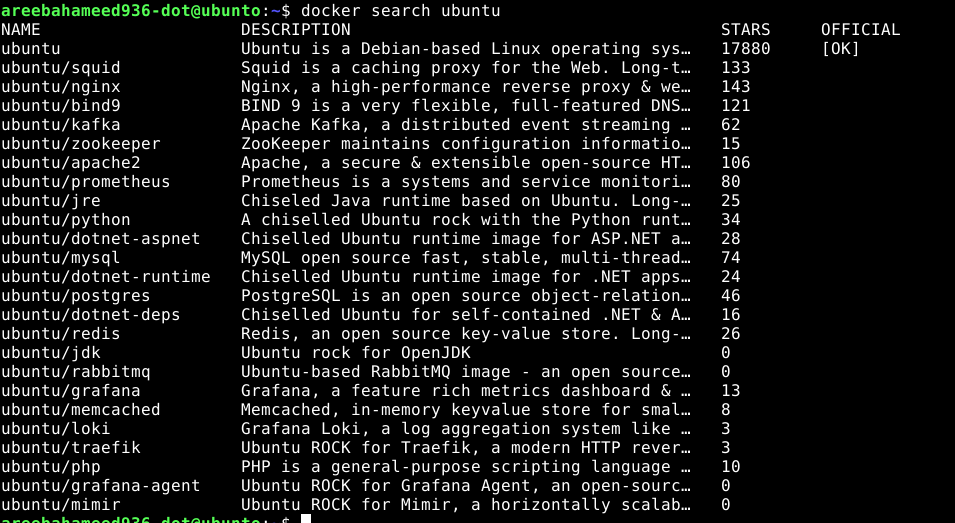 areebahameed936-dot@ubunto:~$ docker search ubuntu
NAME DESCRIPTION STARS OFFICIAL
ubuntu Ubuntu is a Debian-based Linux operating sys… 17880 [OK]
ubuntu/squid Squid is a caching proxy for the Web. Long-t… 133
ubuntu/nginx Nginx, a high-performance reverse proxy & we… 143
ubuntu/bind9 BIND 9 is a very flexible, full-featured DNS… 121
ubuntu/kafka Apache Kafka, a distributed event streaming … 62
ubuntu/zookeeper ZooKeeper maintains configuration informatio… 15
ubuntu/apache2 Apache, a secure & extensible open-source HT… 106
ubuntu/prometheus Prometheus is a systems and service monitori… 80
ubuntu/jre Chiseled Java runtime based on Ubuntu. Long-… 25
ubuntu/python A chiselled Ubuntu rock with the Python runt… 34
ubuntu/dotnet-aspnet Chiselled Ubuntu runtime image for ASP.NET a… 28
ubuntu/mysql MySQL open source fast, stable, multi-thread… 74
ubuntu/dotnet-runtime Chiselled Ubuntu runtime image for .NET apps… 24
ubuntu/postgres PostgreSQL is an open source object-relation… 46
ubuntu/dotnet-deps Chiselled Ubuntu for self-contained .NET & A… 16
ubuntu/redis Redis, an open source key-value store. Long-… 26
ubuntu/jdk Ubuntu rock for OpenJDK 0
ubuntu/rabbitmq Ubuntu-based RabbitMQ image - an open source… 0
ubuntu/grafana Grafana, a feature rich metrics dashboard & … 13
ubuntu/memcached Memcached, in-memory keyvalue store for smal… 8
ubuntu/loki Grafana Loki, a log aggregation system like … 3
ubuntu/traefik Ubuntu ROCK for Traefik, a modern HTTP rever… 3
ubuntu/php PHP is a general-purpose scripting language … 10
ubuntu/grafana-agent Ubuntu ROCK for Grafana Agent, an open-sourc… 0
ubuntu/mimir Ubuntu ROCK for Mimir, a horizontally scalab… 0
areebahameed936-dot@ubunto:~$